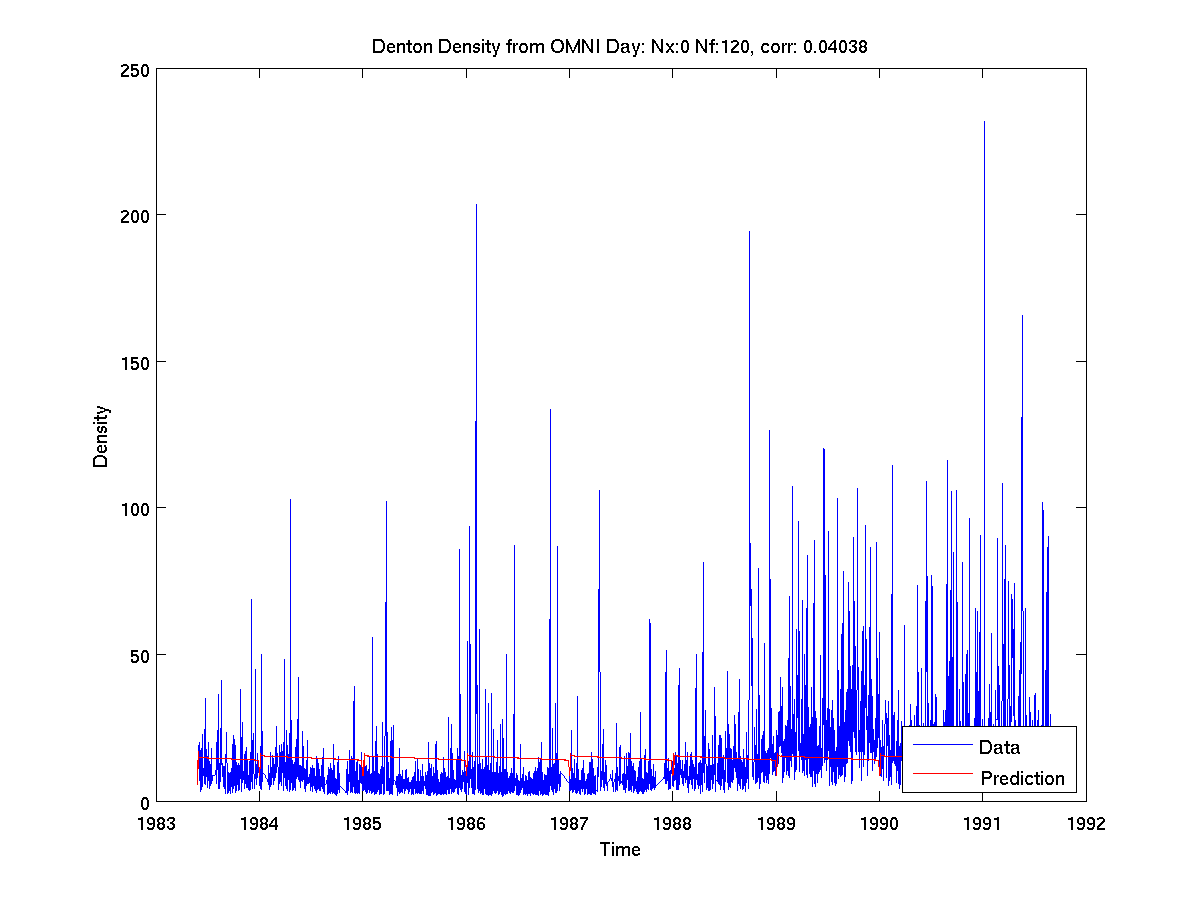 Denton Density from OMNI Day: Nx:0 Nf:120, corr: 0.04038
250
200
150
100
50
0
Density
1983 1984 1985 1986 1987 1988 1989 1990 1991 1992
Time
Data
Prediction